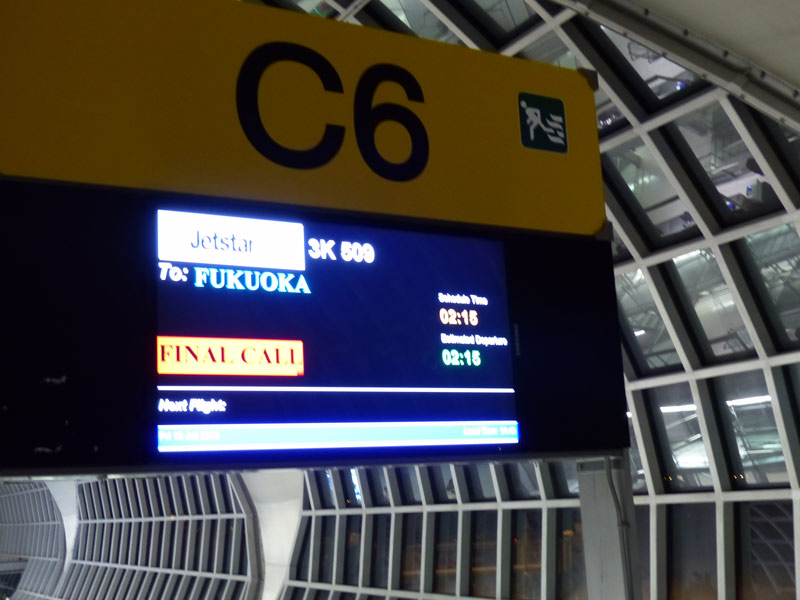 C6
Jetstar 3K 509
To: FUKUOKA
Schedule Time
02:15
Estimated Departure
02:15
FINAL CALL
Next Flight: